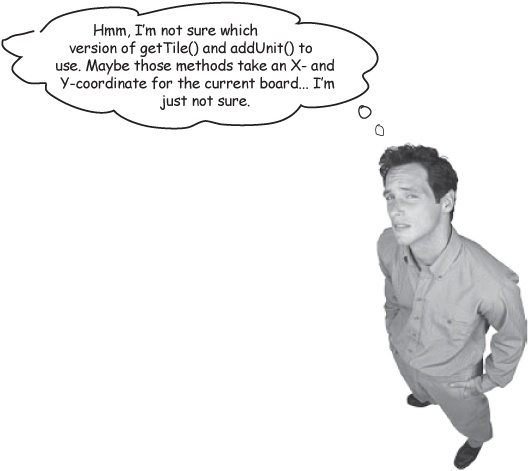 Hmm, I'm not sure which
version of getTile() and addUnit() to
use. Maybe those methods take an X- and
Y-coordinate for the current board... I'm
just not sure.